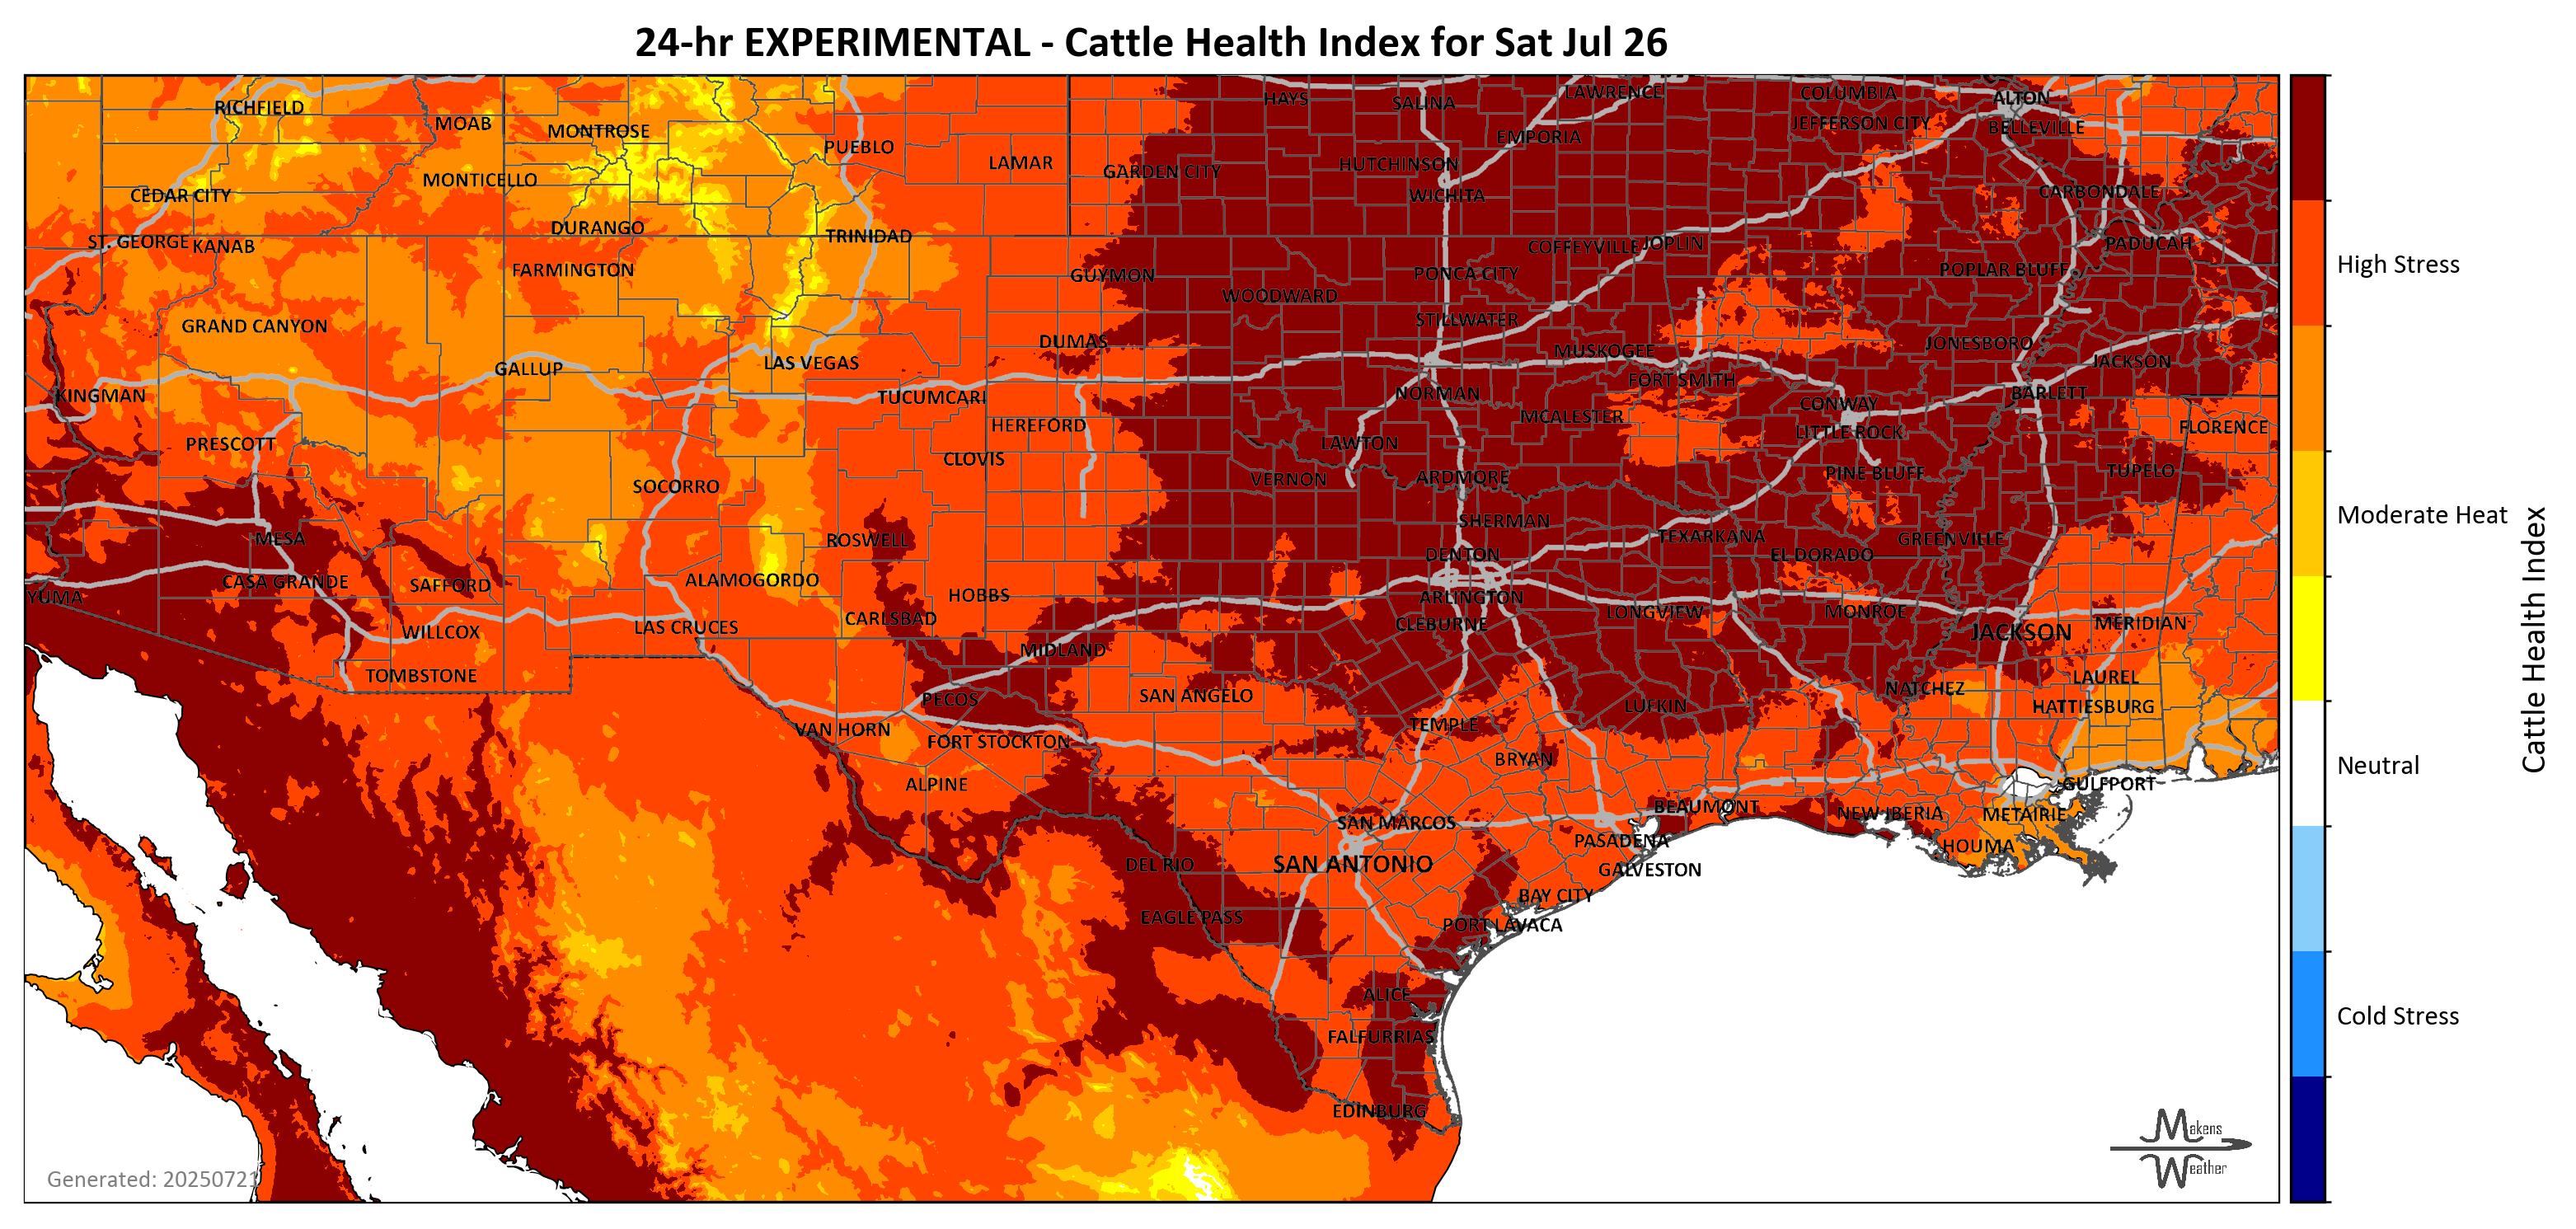 24-hr EXPERIMENTAL - Cattle Health Index for Sat Jul 26
RICHFIELD
MOAB
MONTROSE
PUEBLO
LAMAR
HAYS
SALINA
LAWRENCE
COLUMBIA
ALTON
JEFFERSON CITY
BELLEVILLE
EMPORIA
GARDEN CITY
HUTCHINSON
WICHITA
CEDAR CITY
MONTICELLO
CARBONDALE
ST. GEORGE
KANAB
DURANGO
TRINIDAD
COFFEYVILLE
JOPLIN
PADUCAH
FARMINGTON
GUYMON
PONCA CITY
POPLAR BLUFF
WOODWARD
GRAND CANYON
STILLWATER
DUMAS
MUSKOGEE
JONESBORO
JACKSON
GALLUP
LAS VEGAS
KINGMAN
TUCUMCARI
NORMAN
FORT SMITH
BARLETT
CONWAY
PRESCOTT
HEREFORD
LAWTON
MCALESTER
LITTLE ROCK
FLORENCE
CLOVIS
VERNON
ARDMORE
PINE BLUFF
TUPELO
SOCORRO
SHERMAN
MESA
ROSWELL
DENTON
TEXARKANA
EL DORADO
GREENVILLE
YUMA
CASA GRANDE
SAFFORD
ALAMOGORDO
HOBBS
ARLINGTON
CARLSBAD
CLEBURNE
LONGVIEW
MONROE
WILLCOX
LAS CRUCES
JACKSON
MERIDIAN
TOMBSTONE
MIDLAND
PECOS
SAN ANGELO
LUFKIN
NATCHEZ
LAUREL
HATTIESBURG
VAN HORN
FORT STOCKTON
TEMPLE
BRYAN
ALPINE
GULFPORT
SAN MARCOS
BEAUMONT
NEW IBERIA
METAIRIE
PASADENA
HOUMA
DEL RIO
SAN ANTONIO
GALVESTON
EAGLE PASS
BAY CITY
PORT LAVACA
ALICE
FALFURRIAS
EDINBURG
High Stress
Moderate Heat
Neutral
Cold Stress
Cattle Health Index
Makens
Weather
Generated: 20250721